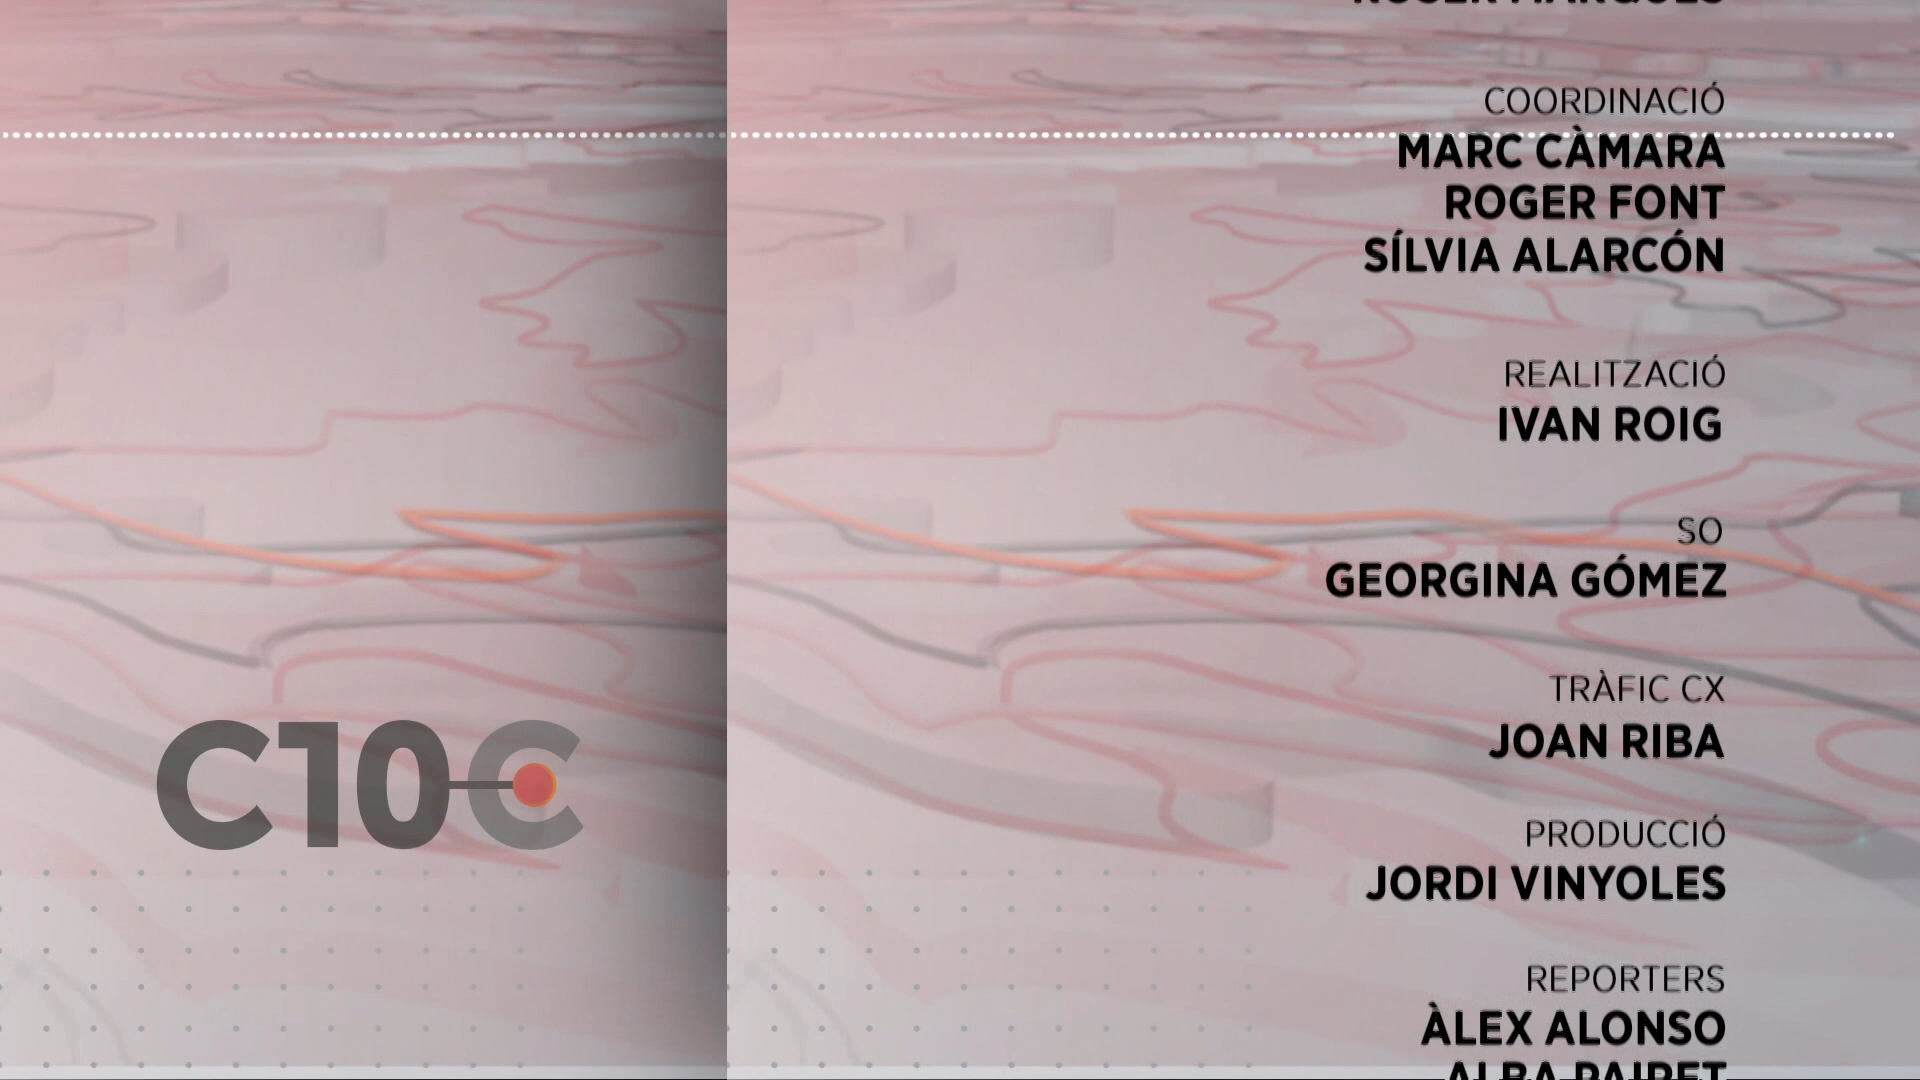 COORDINACIÓ
MARC CÀMARA
ROGER FONT
SÍLVIA ALARCÓN
REALITZACIÓ
IVAN ROIG
SO
GEORGINA GÓMEZ
TRÀFIC CX
JOAN RIBA
C10C
PRODUCCIÓ
JORDI VINYOLES
REPORTERS
ÀLEX ALONSO